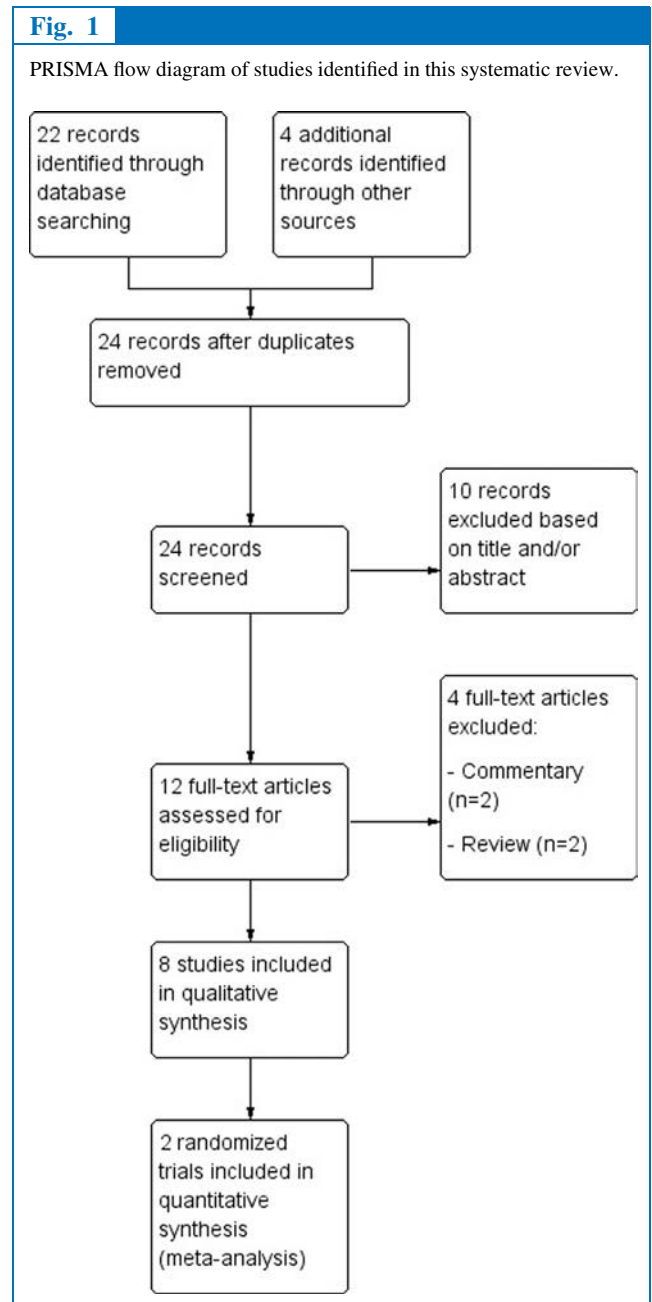 Fig. 1
PRISMA flow diagram of studies identified in this systematic review.
22 records
identified through
database
searching
4 additional
records identified
through other
sources
24 records after duplicates
removed
24 records
screened
10 records
excluded based
on title and/or
abstract
12 full-text articles
assessed for
eligibility
4 full-text articles
excluded:
- Commentary
(n=2)
- Review (n=2)
8 studies included
in qualitative
synthesis
2 randomized
trials included in
quantitative
synthesis
(meta-analysis)